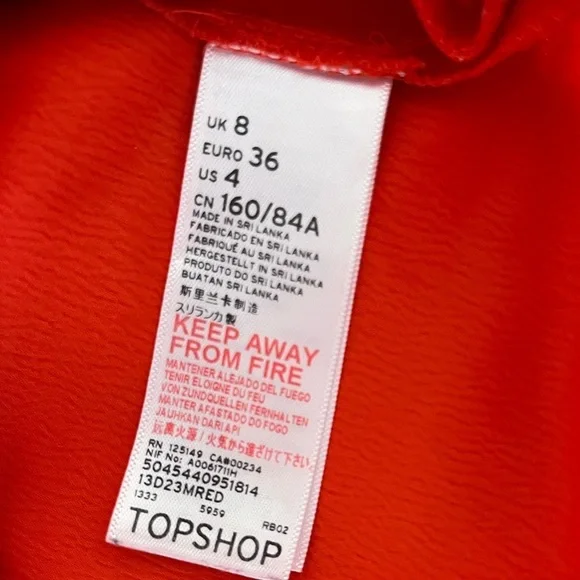 UK 8
EURO 36
US 4
CN 160/84A
MADE IN SRI LANKA
FABRICADO EN SRI LANKA
FABRIQUÉ AU SRI LANKA
HERGESTELLT IN SRI LANKA
PRODUTO DO SRI LANKA
BUATAN SRI LANKA
斯里兰卡制造
スリランカ製
KEEP AWAY
FROM FIRE
MANTENER ALEJADO DEL FUEGO
TENIR ELOIGNE DU FEU
VON ZUNDQUELLEN FERNHALTEN
MANTER AFASTADO DO FOGO
JAUHKAN DARI API
远离火源/火気から遠ざけて下さい
RN 125149 CA#00234
NIF No: A0061711H
5045440951814
13D23MRED
1333 5959 RB02
TOPSHOP